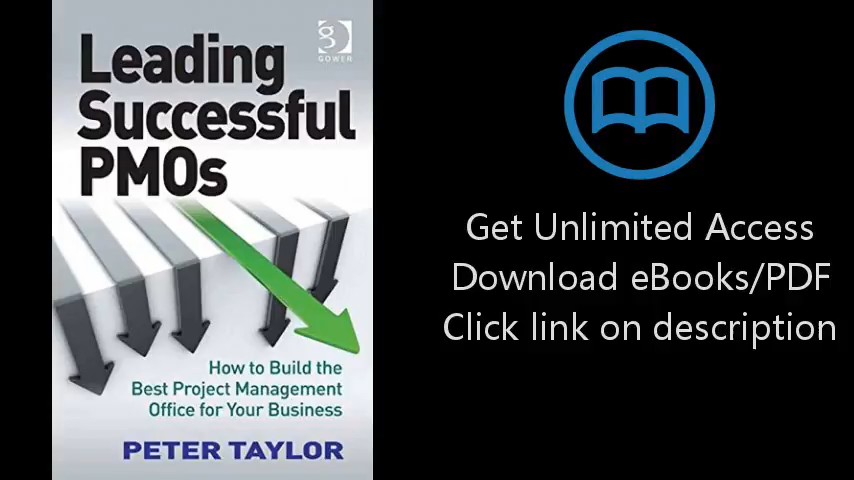 Leading
Successful
PMOs
g
GOWER
How to Build the
Best Project Management
Office for Your Business
PETER TAYLOR
Get Unlimited Access
Download eBooks/PDF
Click link on description